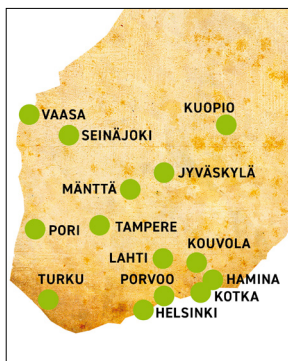 KUOPIO
VAASA
SEINÄJOKI
JYVÄSKYLÄ
MÄNTTÄ
TAMPERE
PORI
KOUVOLA
LAHTI
TURKU
PORVOO
HAMINA
KOTKA
HELSINKI